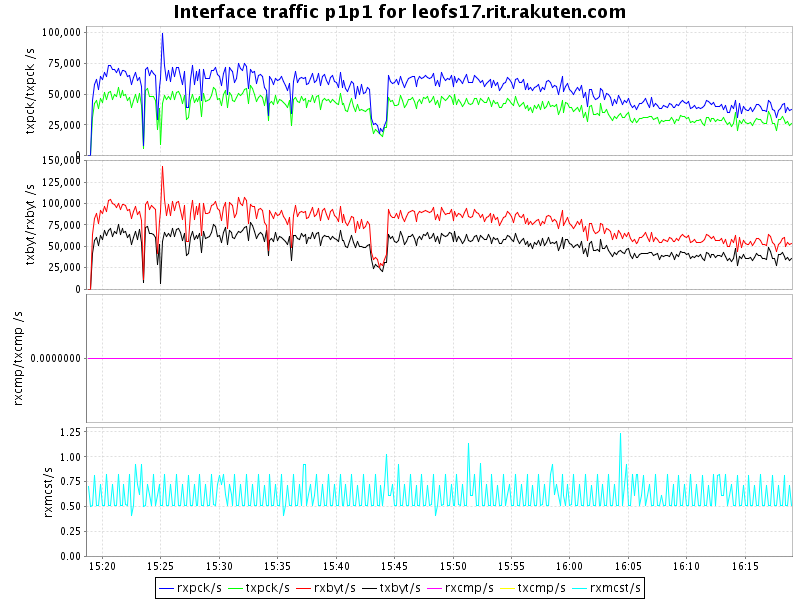 Interface traffic p1p1 for leofs17.rit.rakuten.com
txpck/txpck /s
100,000
75,000
50,000
25,000
0
txbyt/rxbyt /s
150,000
125,000
100,000
75,000
50,000
25,000
0
rxcmp/txcmp /s
0.0000000
rxmcst/s
1.25
1.00
0.75
0.50
0.25
0.00
15:20 15:25 15:30 15:35 15:40 15:45 15:50 15:55 16:00 16:05 16:10 16:15
rxpck/s txpck/s rxbyt/s txbyt/s rxcmp/s txcmp/s rxmcst/s